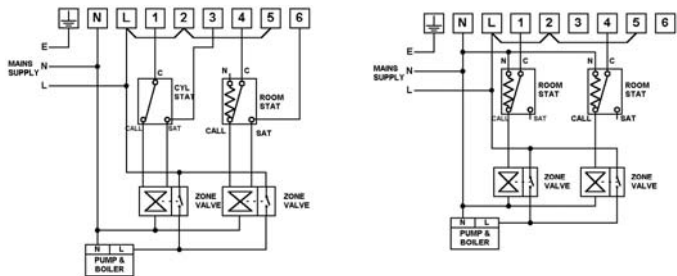 N L 1 2 3 4 5 6
E
MAINS SUPPLY
N
L
C
CYL STAT
N C
ROOM STAT
CALL SAT
CALL SAT
ZONE VALVE
ZONE VALVE
N L
PUMP & BOILER
N L 1 2 3 4 5 6
E
MAINS SUPPLY
N
L
N C
ROOM STAT
N C
ROOM STAT
CALL SAT
CALL SAT
ZONE VALVE
ZONE VALVE
N L
PUMP & BOILER